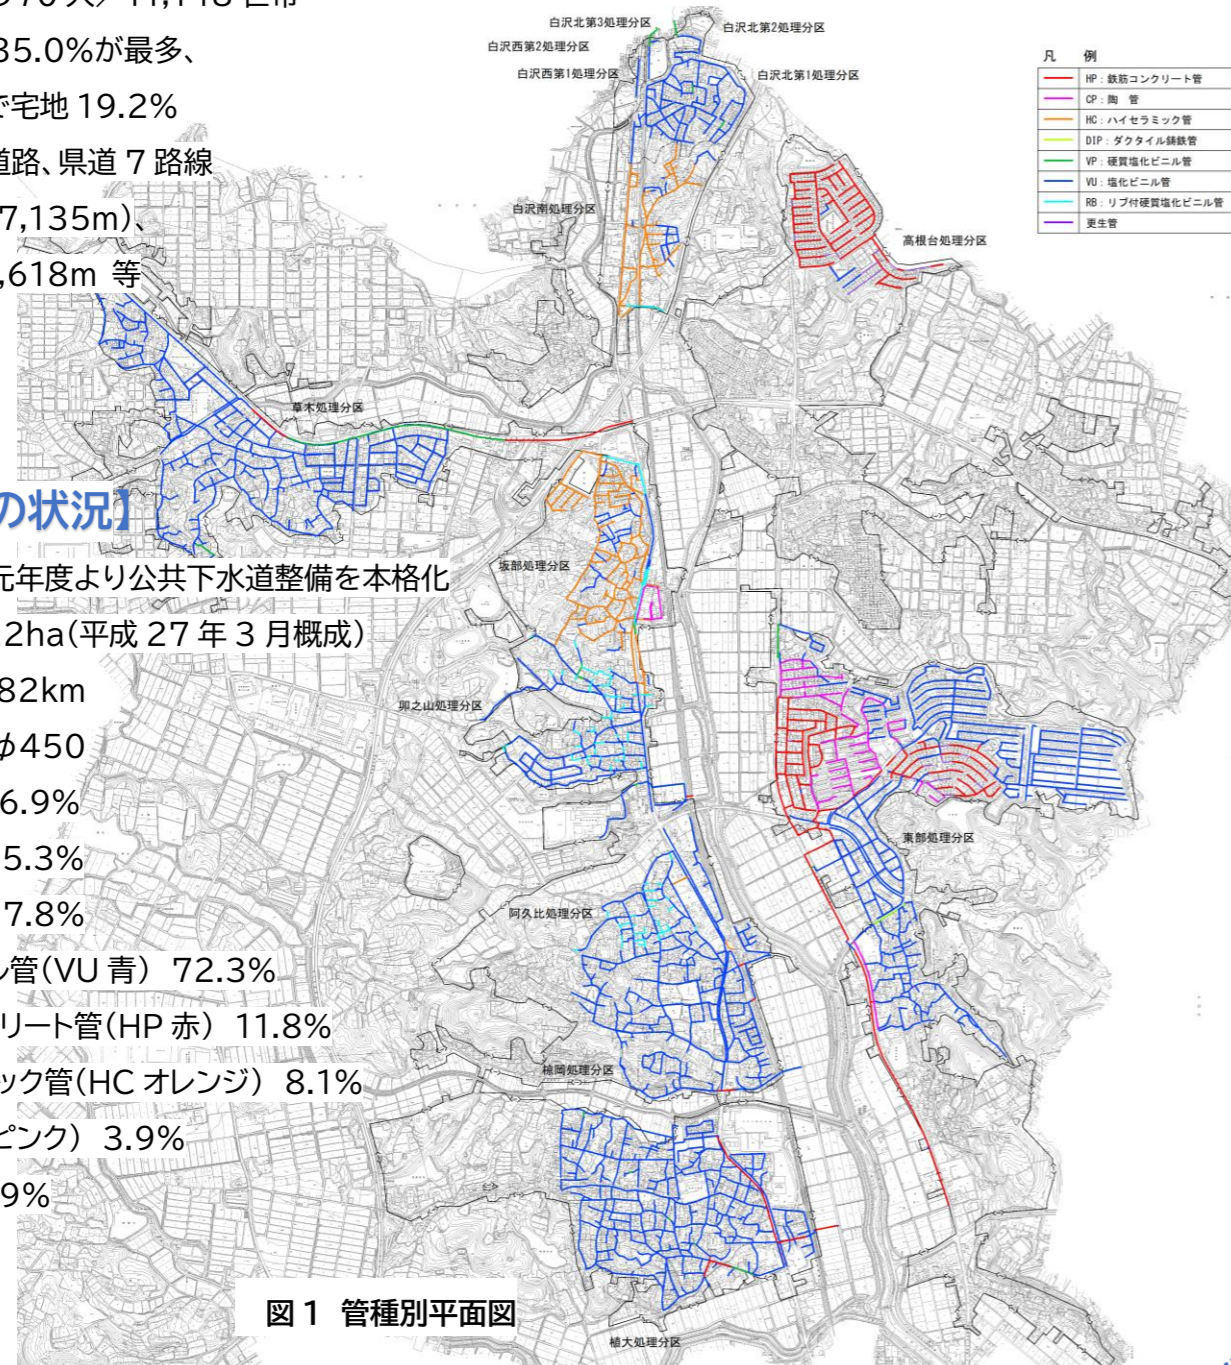 35.0%が最多、
で宅地 19.2%
道路、県道 7 路線
7,135m)、
,618m 等
の状況】
元年度より公共下水道整備を本格化
2ha(平成 27 年 3 月概成)
82km
φ450
6.9%
5.3%
7.8%
ル管(VU 青) 72.3%
リート管(HP 赤) 11.8%
ック管(HC オレンジ) 8.1%
ピンク) 3.9%
9%
白沢北第3処理分区
白沢北第2処理分区
白沢西第2処理分区
白沢西第1処理分区
白沢北第1処理分区
白沢南処理分区
高根台処理分区
草木処理分区
坂部処理分区
卯之山処理分区
東部処理分区
阿久比処理分区
椋岡処理分区
植大処理分区
凡 例
HP:鉄筋コンクリート管
CP:陶 管
HC:ハイセラミック管
DIP:ダクタイル鋳鉄管
VP:硬質塩化ビニル管
VU:塩化ビニル管
RB:リブ付硬質塩化ビニル管
更生管
図 1 管種別平面図